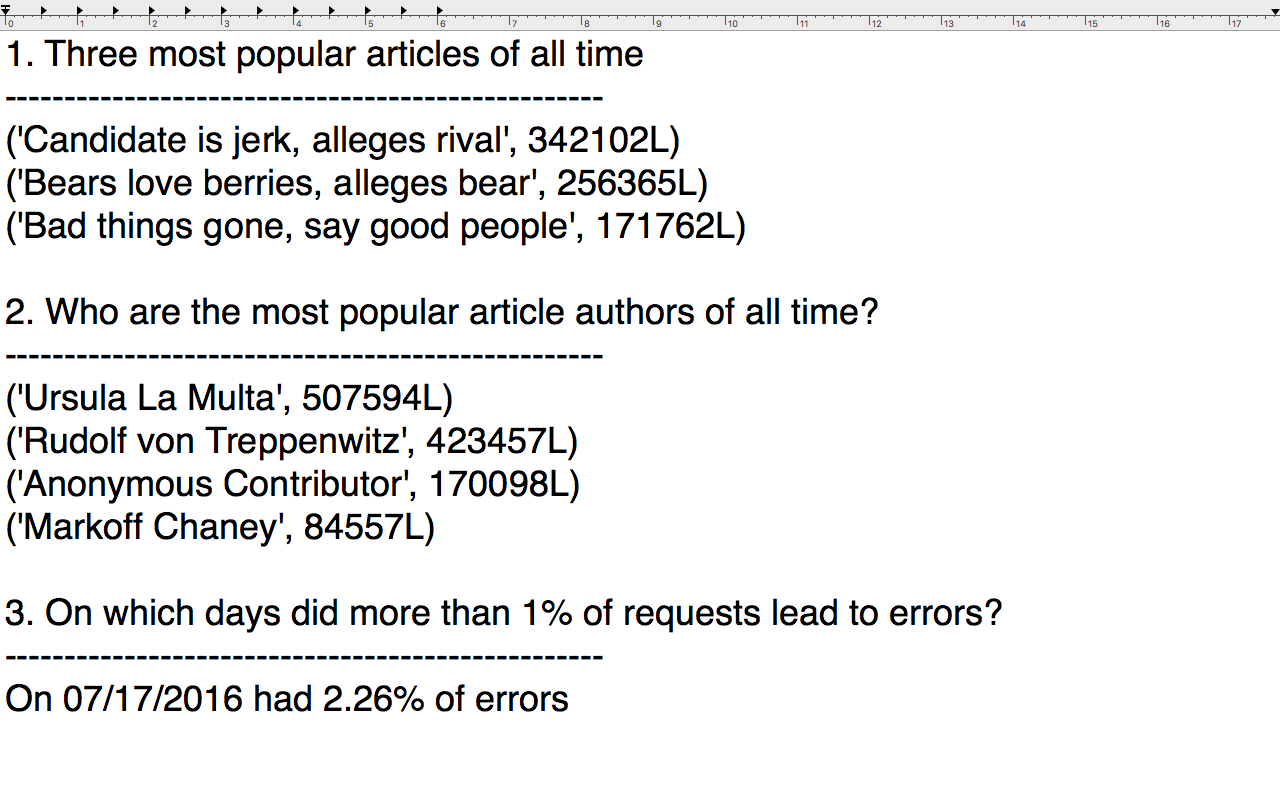 0 1 2 3 4 5 6 7 8 9 10 11 12 13 14 15 16 17
1. Three most popular articles of all time
--------------------------------------------------
('Candidate is jerk, alleges rival', 342102L)
('Bears love berries, alleges bear', 256365L)
('Bad things gone, say good people', 171762L)

2. Who are the most popular article authors of all time?
--------------------------------------------------
('Ursula La Multa', 507594L)
('Rudolf von Treppenwitz', 423457L)
('Anonymous Contributor', 170098L)
('Markoff Chaney', 84557L)

3. On which days did more than 1% of requests lead to errors?
--------------------------------------------------
On 07/17/2016 had 2.26% of errors